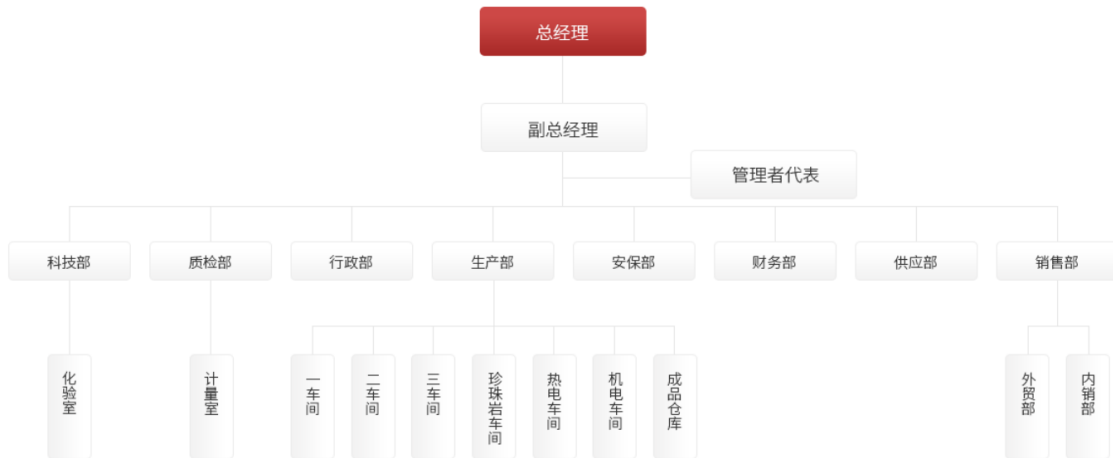 总经理
副总经理
管理者代表
科技部
质检部
行政部
生产部
安保部
财务部
供应部
销售部
化验室
计量室
一车间
二车间
三车间
珍珠岩车间
热电车间
机电车间
成品仓库
外贸部
内销部